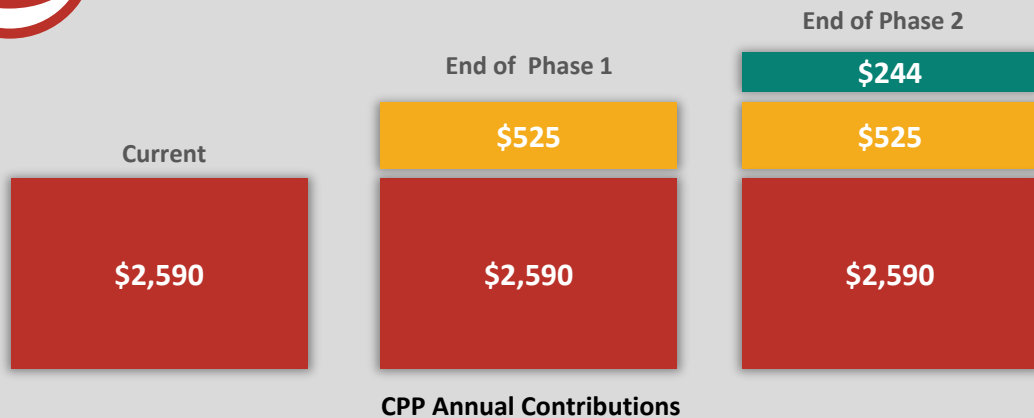 End of Phase 2
End of Phase 1
$244
$525
$525
Current
$2,590
$2,590
$2,590
CPP Annual Contributions